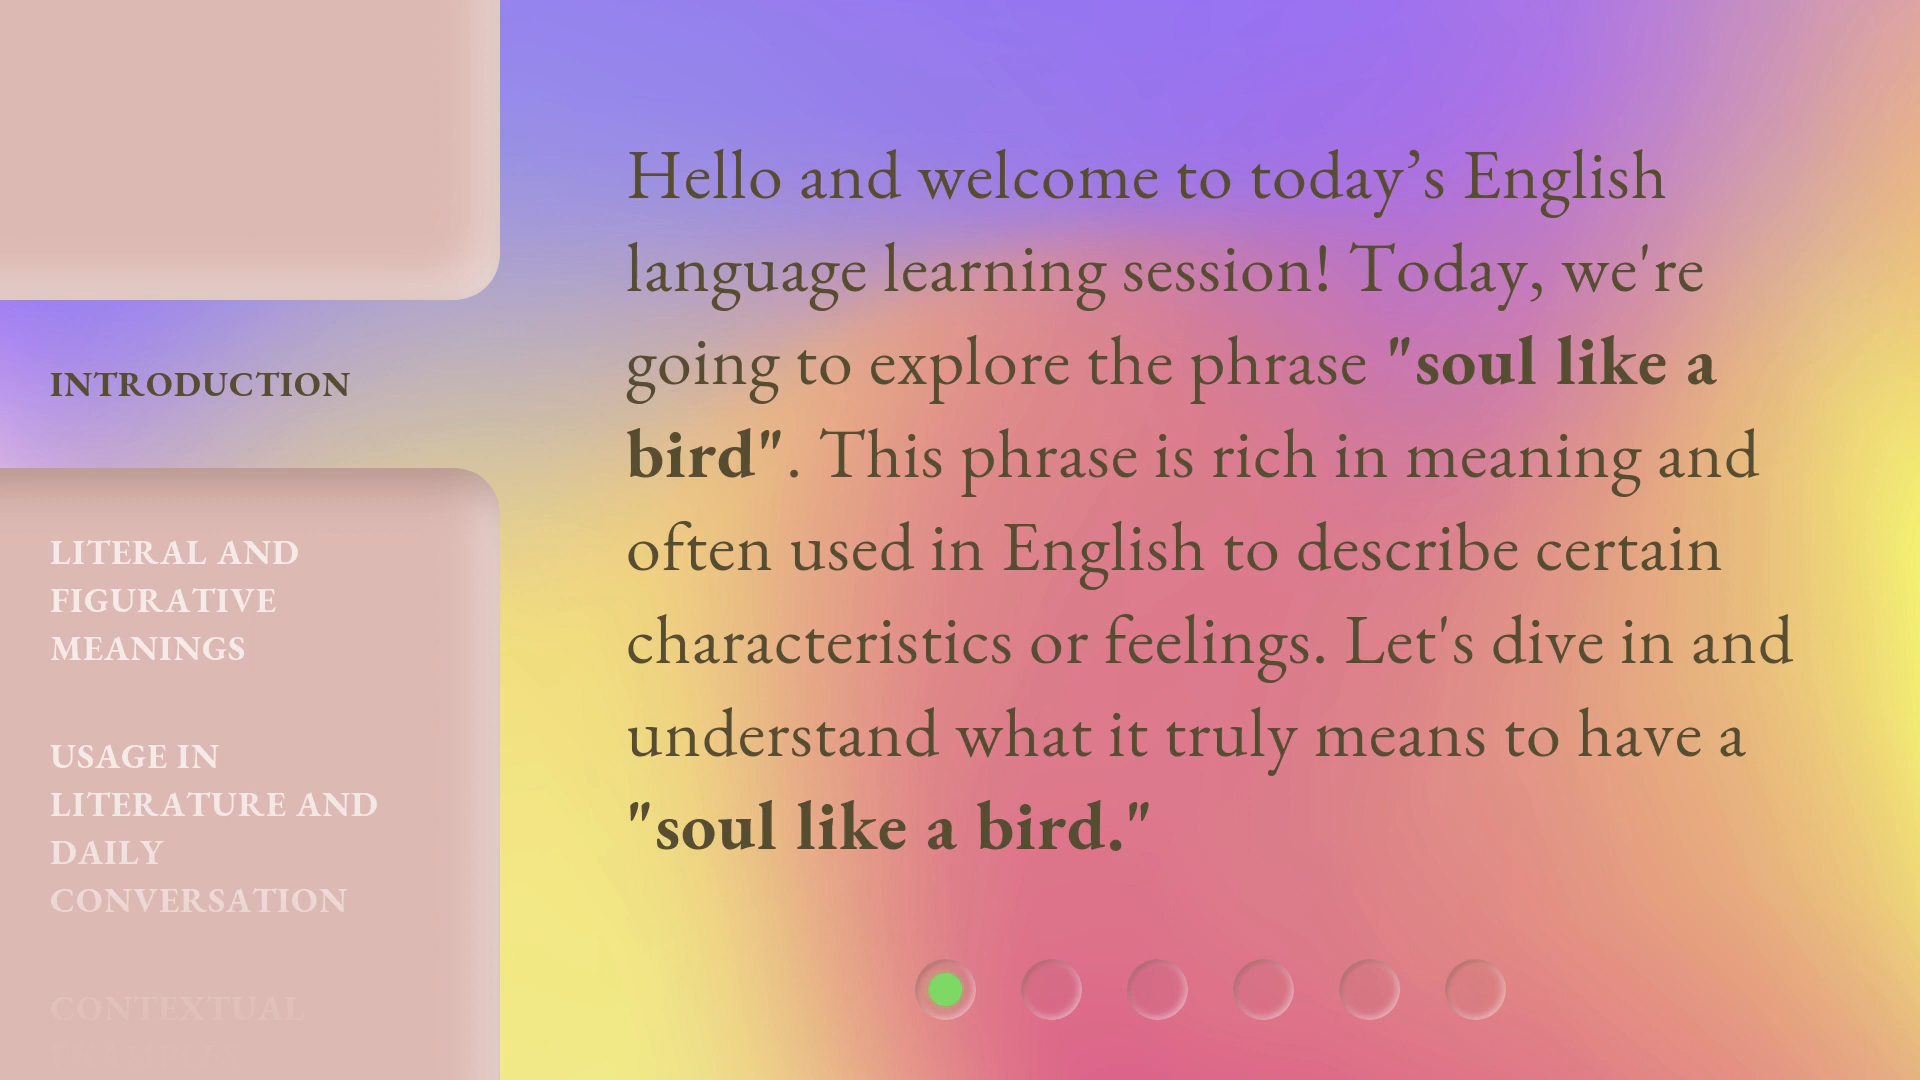 INTRODUCTION
LITERAL AND
FIGURATIVE
MEANINGS
USAGE IN
LITERATURE AND
DAILY
CONVERSATION
CONTEXTUAL
EXAMPLES
Hello and welcome to today’s English
language learning session! Today, we're
going to explore the phrase "soul like a
bird". This phrase is rich in meaning and
often used in English to describe certain
characteristics or feelings. Let's dive in and
understand what it truly means to have a
"soul like a bird."